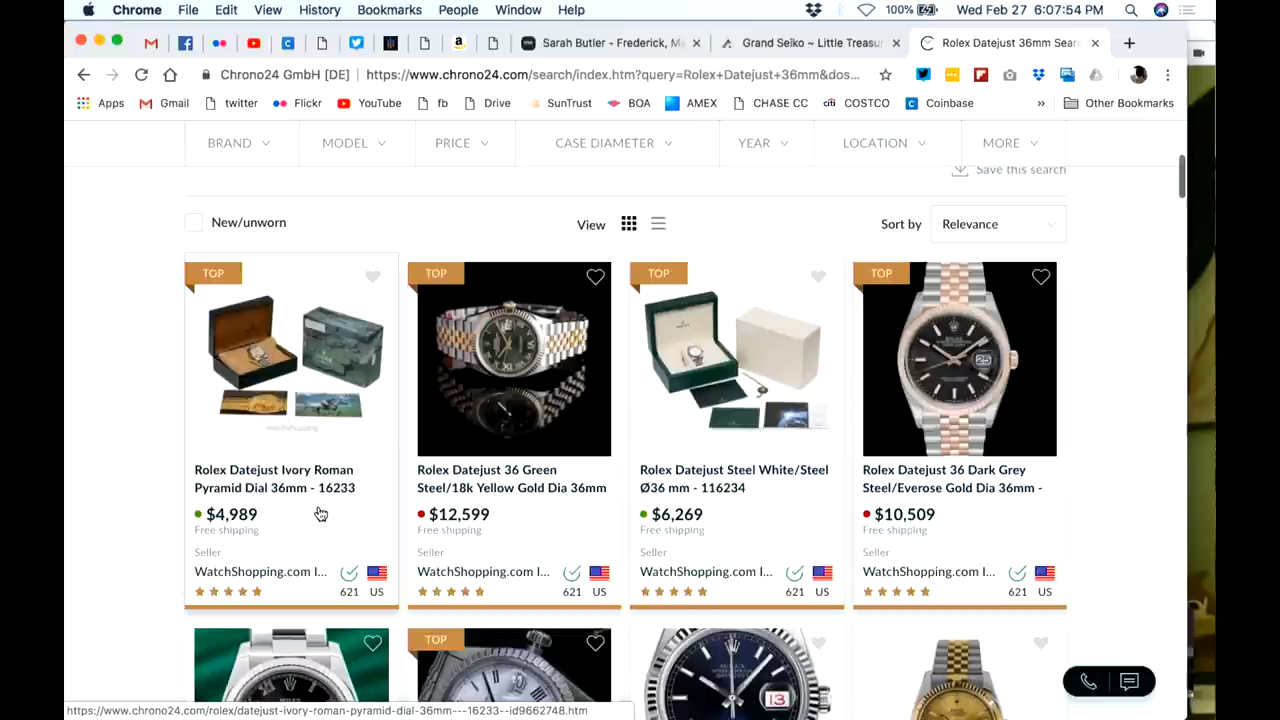 Chrome File Edit View History Bookmarks People Window Help 100% Wed Feb 27 6:07:54 PM
Sarah Butler - Frederick, M Grand Seiko ~ Little Treasur Rolex Datejust 36mm Sear
Chrono24 GmbH [DE] https://www.chrono24.com/search/index.htm?query=Rolex+Datejust+36mm&dos...
Apps Gmail twitter Flickr YouTube fb Drive SunTrust BOA AMEX CHASE CC COSTCO Coinbase » Other Bookmarks
BRAND MODEL PRICE CASE DIAMETER YEAR LOCATION MORE
Save this search
New/unworn View Sort by Relevance
TOP TOP TOP TOP
watchshopping
Rolex Datejust Ivory Roman
Pyramid Dial 36mm - 16233
$4,989
Free shipping
Seller
WatchShopping.com I...
621 US
Rolex Datejust 36 Green
Steel/18k Yellow Gold Dia 36mm
$12,599
Free shipping
Seller
WatchShopping.com I...
621 US
Rolex Datejust Steel White/Steel
Ø36 mm - 116234
$6,269
Free shipping
Seller
WatchShopping.com I...
621 US
25
Rolex Datejust 36 Dark Grey
Steel/Everose Gold Dia 36mm -
$10,509
Free shipping
Seller
WatchShopping.com I...
621 US
TOP
ROLEX
13
https://www.chrono24.com/rolex/datejust-ivory-roman-pyramid-dial-36mm---16233--id9662748.htm